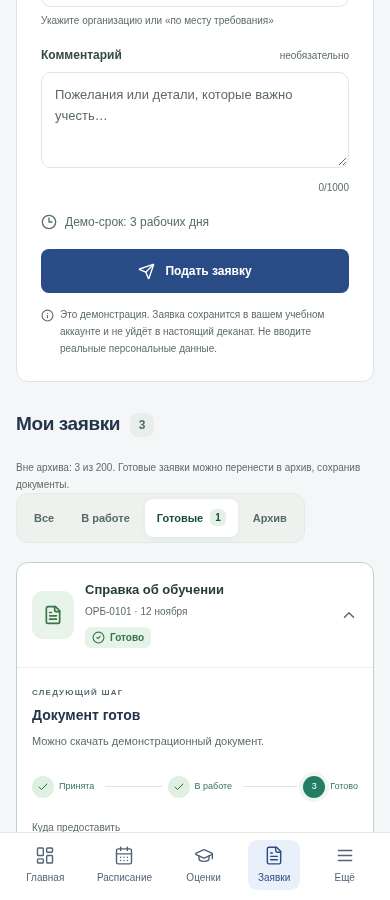 Укажите организацию или «по месту требования»
Комментарий
необязательно
Пожелания или детали, которые важно
учесть…
0/1000
Демо-срок: 3 рабочих дня
Подать заявку
Это демонстрация. Заявка сохранится в вашем учебном
аккаунте и не уйдёт в настоящий деканат. Не вводите
реальные персональные данные.
Мои заявки 3
Вне архива: 3 из 200. Готовые заявки можно перенести в архив, сохранив
документы.
Все
В работе
Готовые 1
Архив
Справка об обучении
ОРБ-0101 · 12 ноября
Готово
СЛЕДУЮЩИЙ ШАГ
Документ готов
Можно скачать демонстрационный документ.
Принята
В работе
3 Готово
Куда предоставить
Главная
Расписание
Оценки
Заявки
Ещё